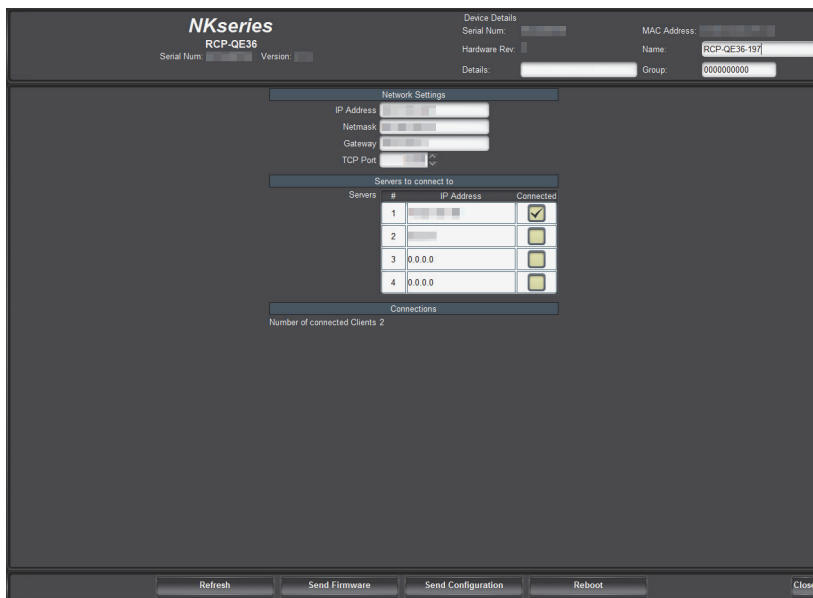 NKseries
RCP-QE36
Serial Num: Version:
Device Details
Serial Num: MAC Address:
Hardware Rev: Name: RCP-QE36-197
Details: Group: 0000000000
Network Settings
IP Address
Netmask
Gateway
TCP Port
Servers to connect to
Servers # IP Address Connected
1
2
3 0.0.0.0
4 0.0.0.0
Connections
Number of connected Clients 2
Refresh Send Firmware Send Configuration Reboot Close